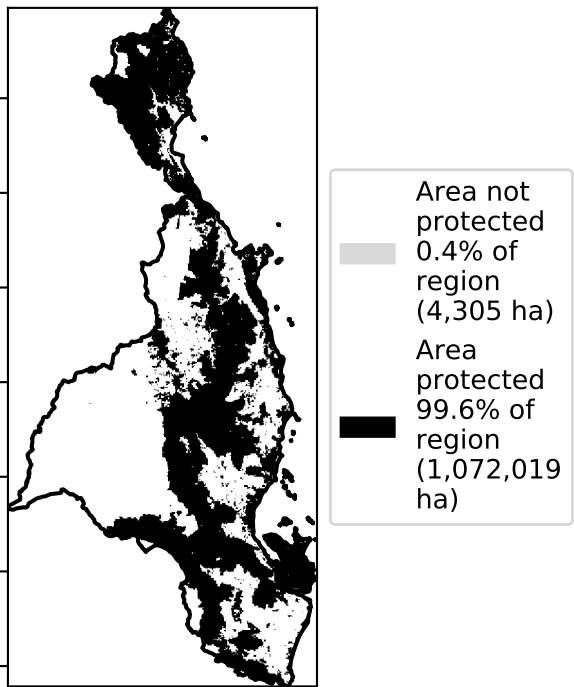 Area not
protected
0.4% of
region
(4,305 ha)
Area
protected
99.6% of
region
(1,072,019
ha)